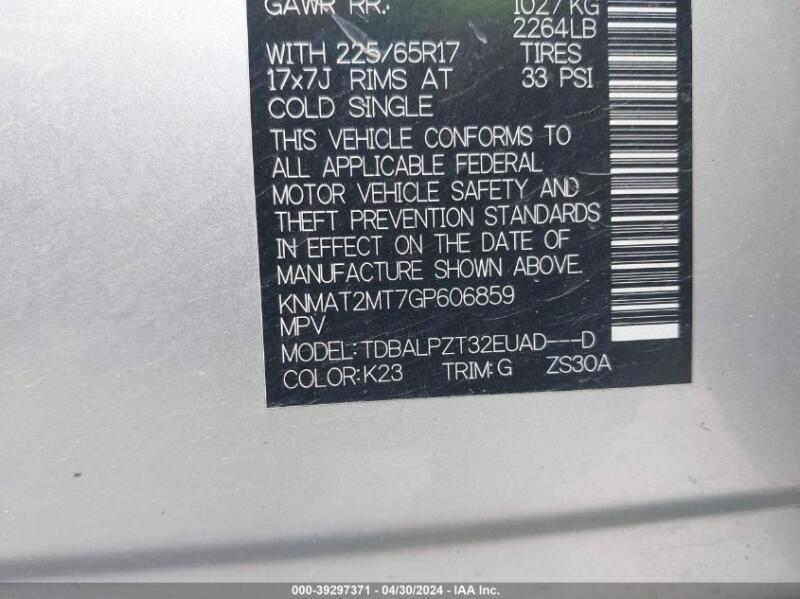 GAWR RR: 1027KG
2264LB
WITH 225/65R17 TIRES
17x7J RIMS AT 33 PSI
COLD SINGLE
THIS VEHICLE CONFORMS TO
ALL APPLICABLE FEDERAL
MOTOR VEHICLE SAFETY AND
THEFT PREVENTION STANDARDS
IN EFFECT ON THE DATE OF
MANUFACTURE SHOWN ABOVE.
KNMAT2MT7GP606859
MPV
MODEL:TDBALPZT32EUAD---D
COLOR:K23 TRIM:G ZS30A
000-39297371 | 04/30/2024 | IAA Inc.